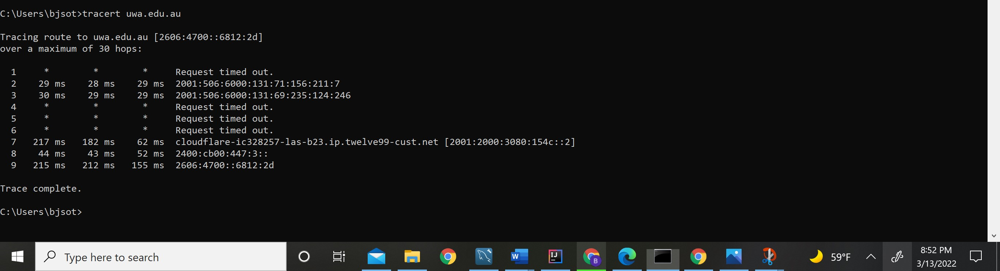 C:\Users\bjsot>tracert uwa.edu.au
Tracing route to uwa.edu.au [2606:4700::6812:2d]
over a maximum of 30 hops:
1 * * * Request timed out.
2 29 ms 28 ms 29 ms 2001:506:6000:131:71:156:211:7
3 30 ms 29 ms 29 ms 2001:506:6000:131:69:235:124:246
4 * * * Request timed out.
5 * * * Request timed out.
6 * * * Request timed out.
7 217 ms 182 ms 62 ms cloudflare-ic328257-las-b23.ip.twelve99-cust.net [2001:2000:3080:154c::2]
8 44 ms 43 ms 52 ms 2400:cb00:447:3::
9 215 ms 212 ms 155 ms 2606:4700::6812:2d
Trace complete.
C:\Users\bjsot>
Type here to search
W
IJ
B
59°F
8:52 PM
3/13/2022